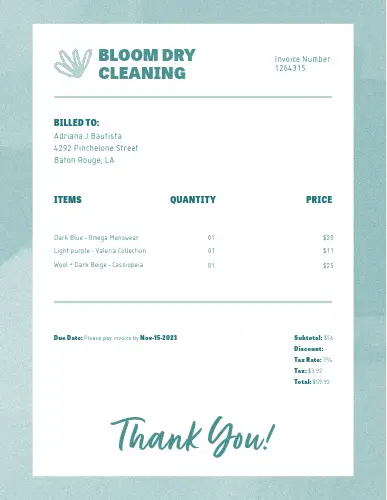 BLOOM DRY
CLEANING
Invoice Number:
1264315
BILLED TO:
Adriana J Bautista
4292 Pinchelone Street
Baton Rouge, LA
ITEMS QUANTITY PRICE
Dark Blue - Omega Menswear 01 $20
Light purple - Valeria Collection 01 $11
Wool - Dark Beige - Cassiopeia 01 $25
Due Date: Please pay invoice by Nov-15-2023
Subtotal: $56
Discount: -
Tax Rate: 7%
Tax: $3.92
Total: $59.92
Thank You!